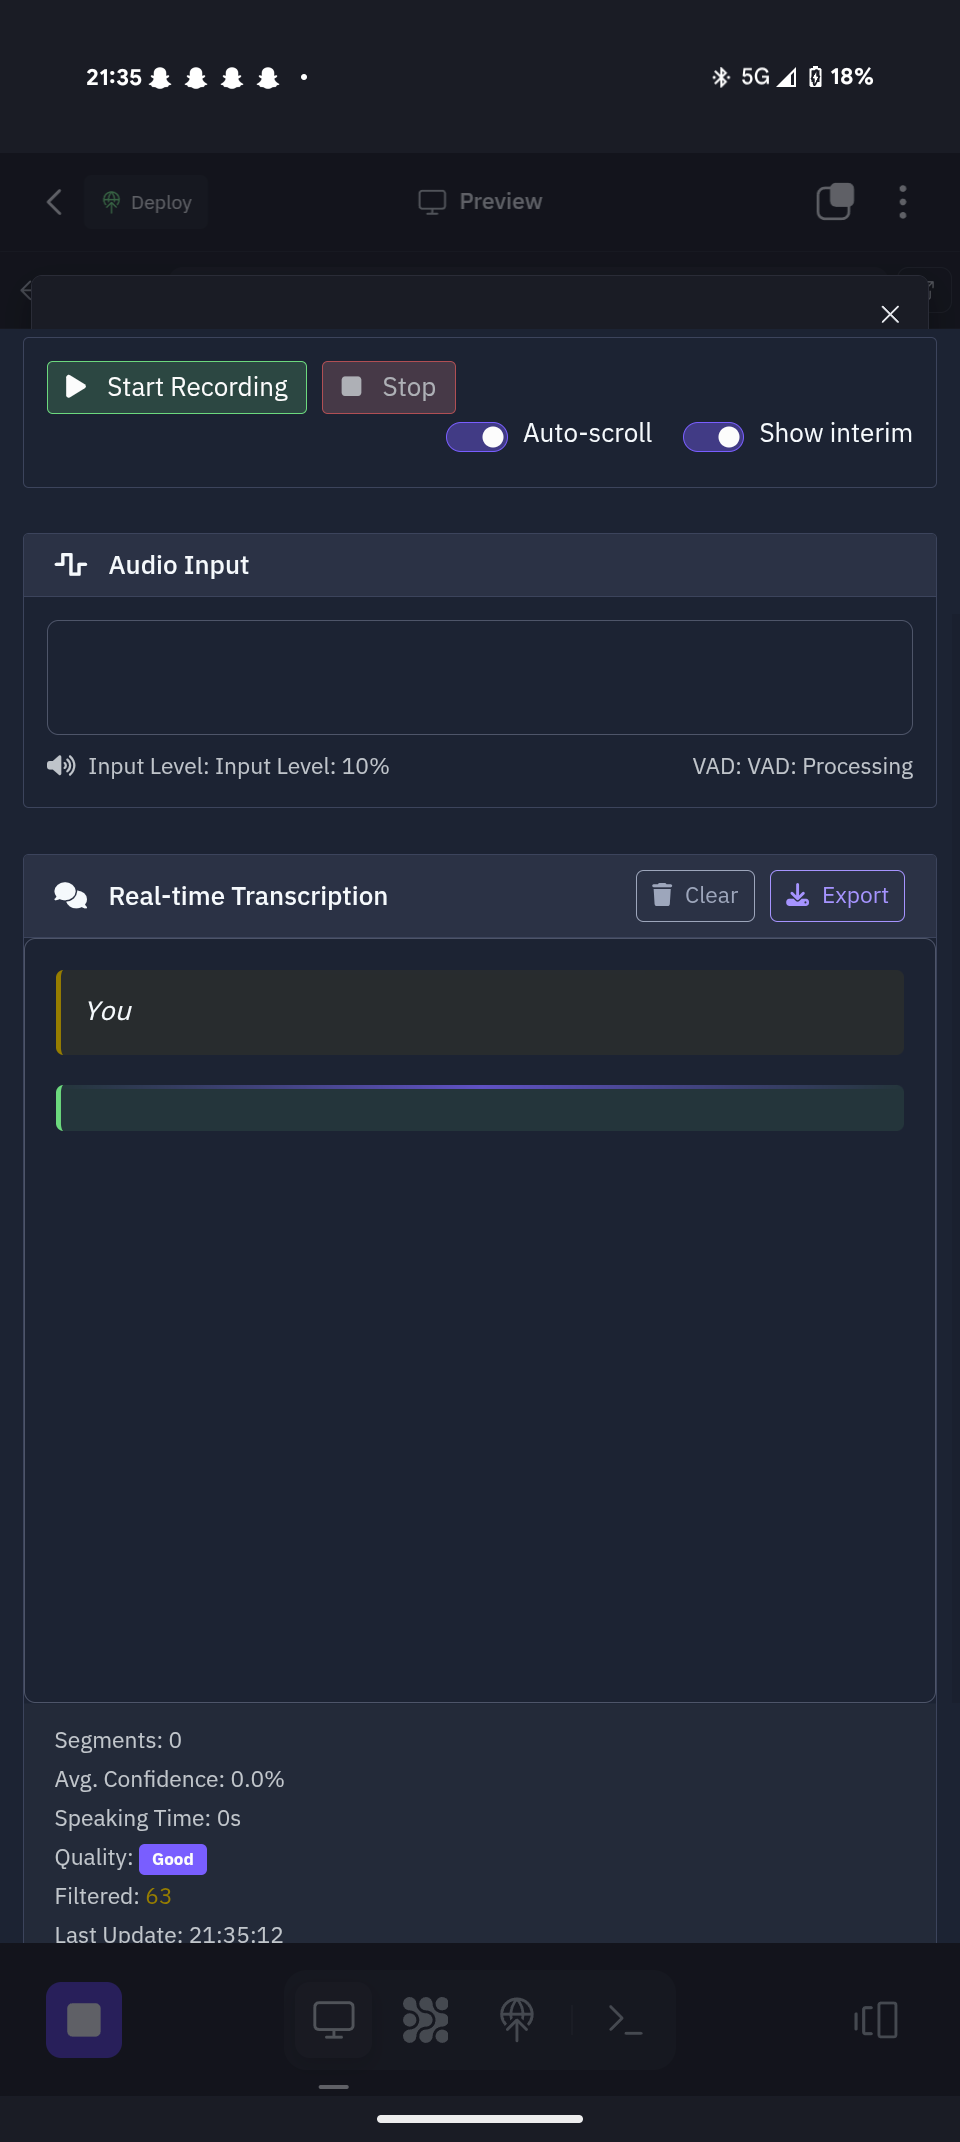 21:35
5G 18%
Deploy
Preview
Start Recording
Stop
Auto-scroll
Show interim
Audio Input
Input Level: Input Level: 10%
VAD: VAD: Processing
Real-time Transcription
Clear
Export
You
Segments: 0
Avg. Confidence: 0.0%
Speaking Time: 0s
Quality: Good
Filtered: 63
Last Update: 21:35:12